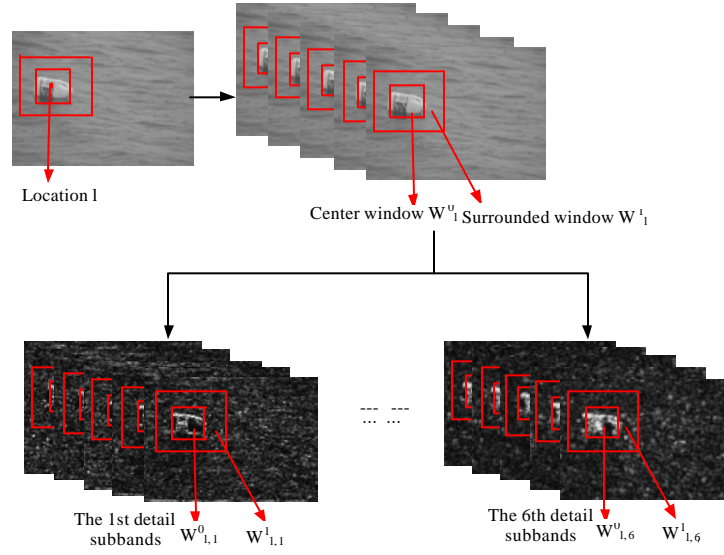 Location l
Center window W⁰ₗ Surrounded window W¹ₗ
--- ---
... ...
The 1st detail subbands W⁰ₗ,₁ W¹ₗ,₁
The 6th detail subbands W⁰ₗ,₆ W¹ₗ,₆